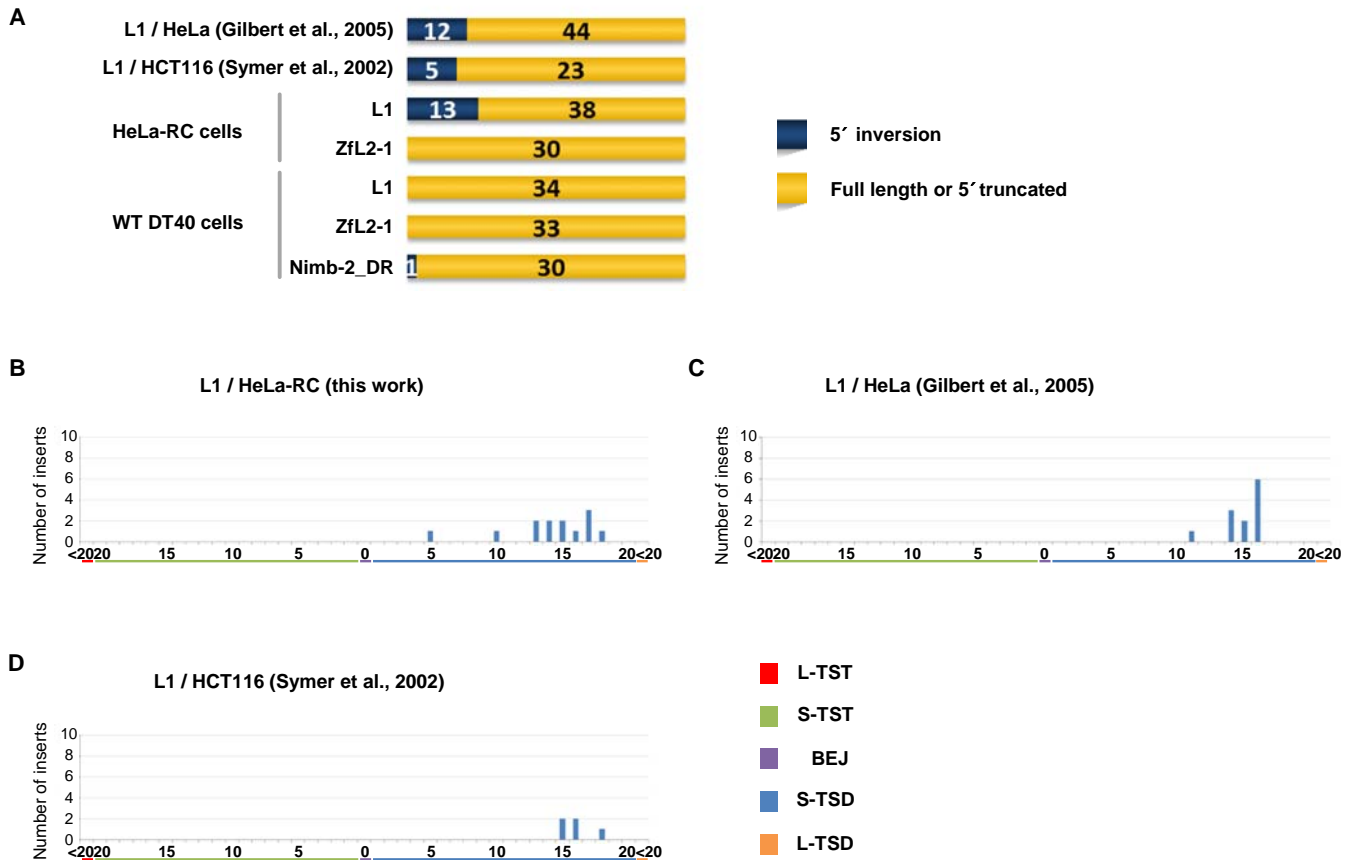 A
L1 / HeLa (Gilbert et al., 2005)
12 44
L1 / HCT116 (Symer et al., 2002)
5 23
HeLa-RC cells
L1
13 38
ZfL2-1
30
WT DT40 cells
L1
34
ZfL2-1
33
Nimb-2_DR
1 30
5′ inversion
Full length or 5′ truncated
B
L1 / HeLa-RC (this work)
Number of inserts
10
8
6
4
2
0
<20 20 15 10 5 0 5 10 15 20 <20
C
L1 / HeLa (Gilbert et al., 2005)
Number of inserts
10
8
6
4
2
0
<20 20 15 10 5 0 5 10 15 20 <20
D
L1 / HCT116 (Symer et al., 2002)
Number of inserts
10
8
6
4
2
0
<20 20 15 10 5 0 5 10 15 20 <20
L-TST
S-TST
BEJ
S-TSD
L-TSD